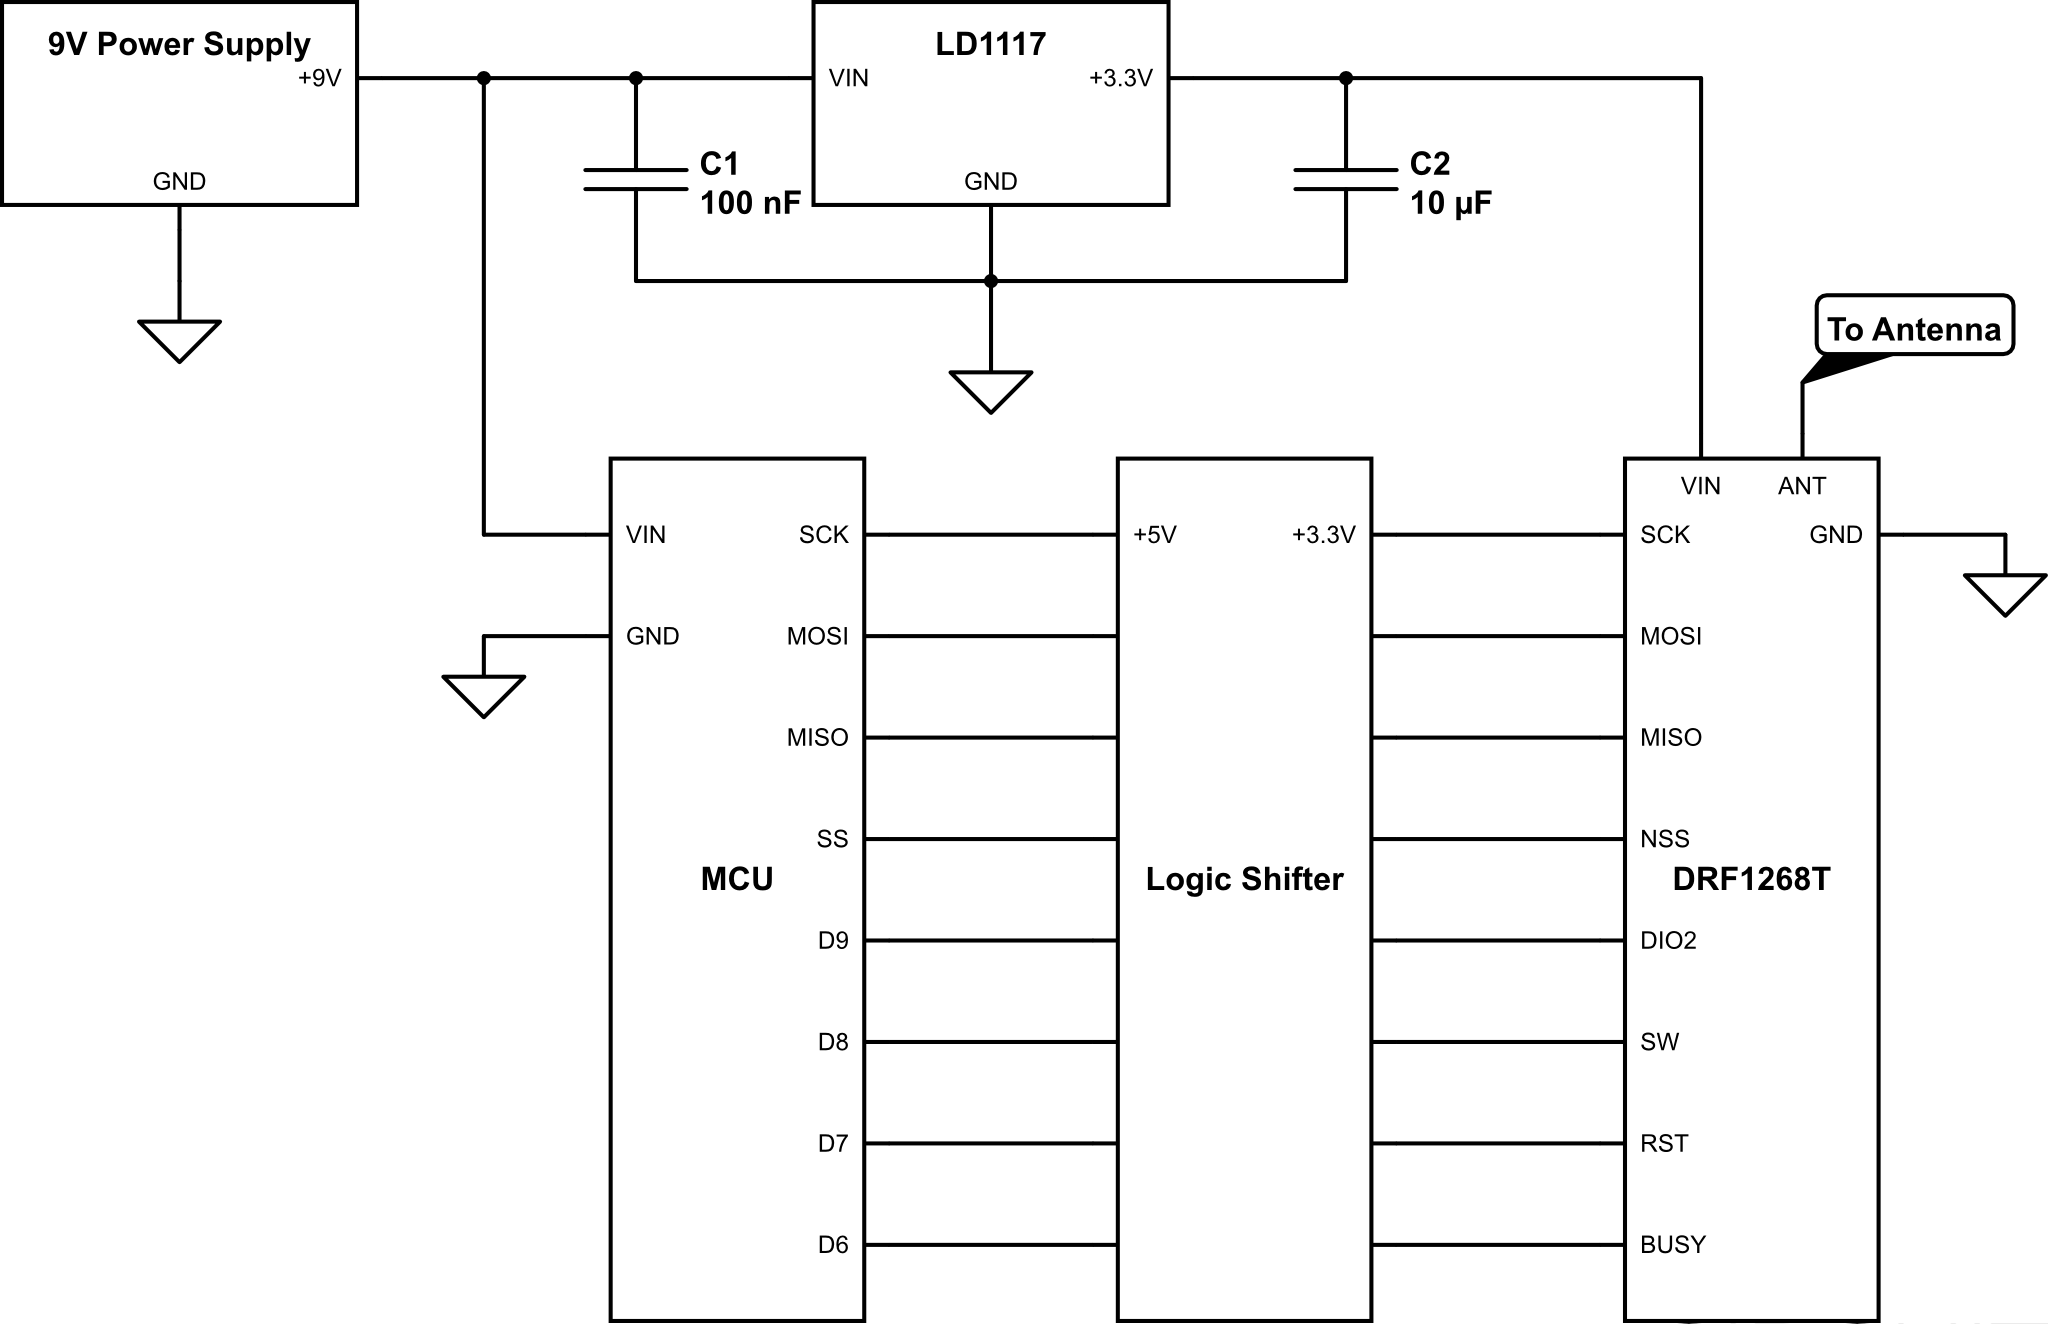 9V Power Supply
+9V
GND
LD1117
VIN
+3.3V
GND
C1
100 nF
C2
10 µF
To Antenna
VIN
GND
SCK
MOSI
MISO
SS
MCU
D9
D8
D7
D6
+5V
+3.3V
Logic Shifter
VIN
ANT
SCK
GND
MOSI
MISO
NSS
DRF1268T
DIO2
SW
RST
BUSY